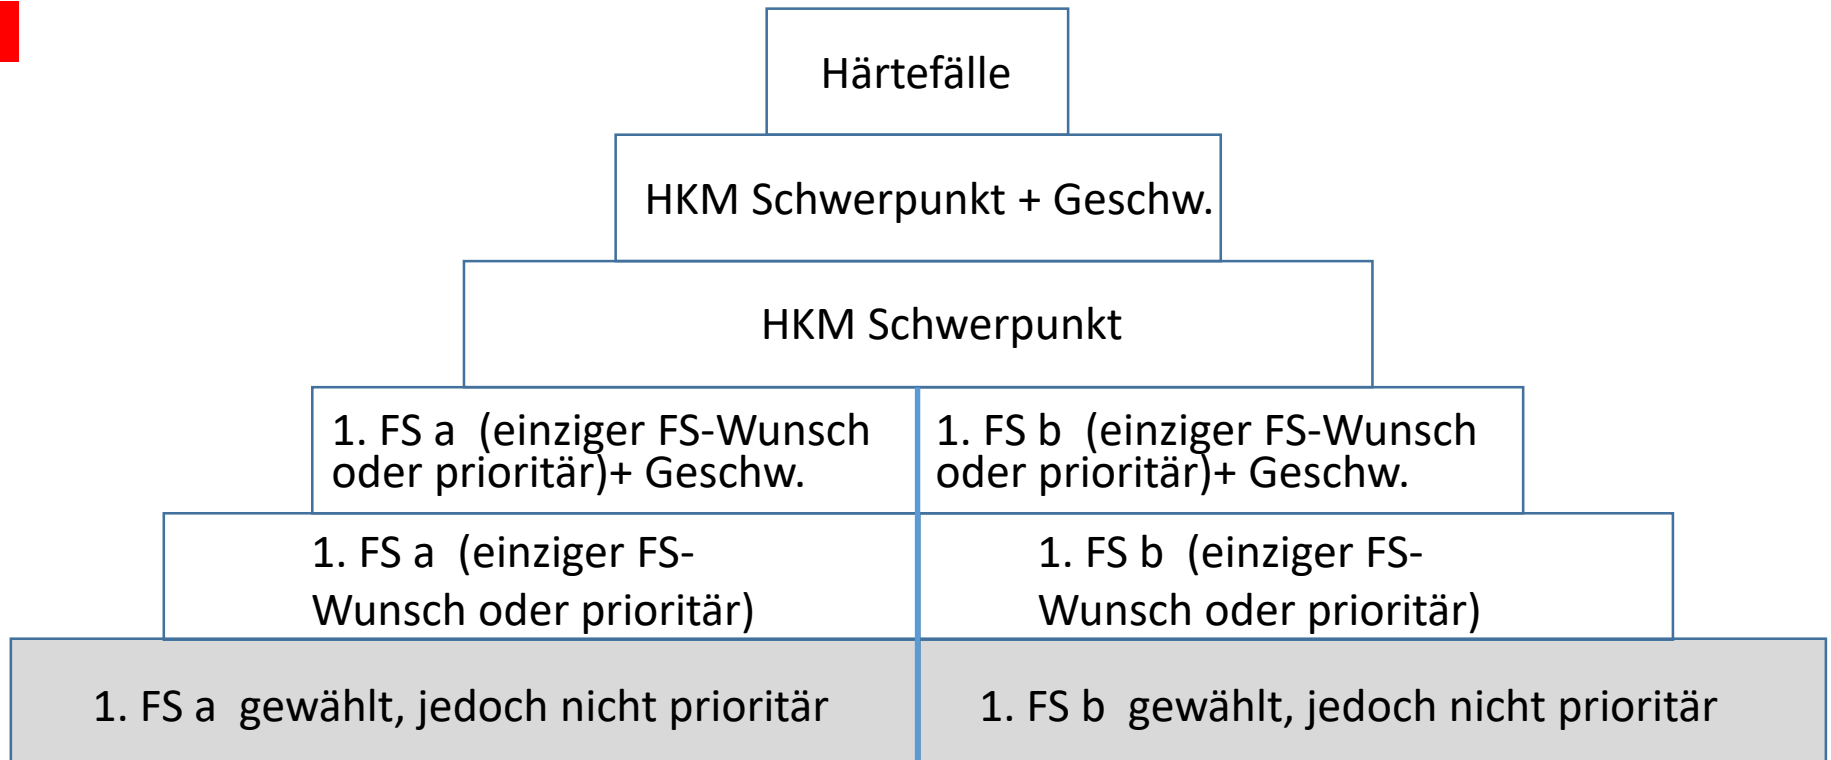 Härtefälle
HKM Schwerpunkt + Geschw.
HKM Schwerpunkt
1. FS a (einziger FS-Wunsch
oder prioritär)+ Geschw.
1. FS b (einziger FS-Wunsch
oder prioritär)+ Geschw.
1. FS a (einziger FS-
Wunsch oder prioritär)
1. FS b (einziger FS-
Wunsch oder prioritär)
1. FS a gewählt, jedoch nicht prioritär
1. FS b gewählt, jedoch nicht prioritär